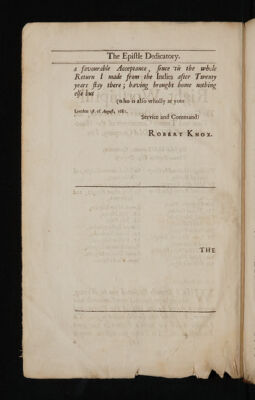 The Epistle Dedicatory.
a favourable Acceptance, since 'tis the whole
Return I made from the Indies after Twenty
years stay there; having brought home nothing
else but
(who is also wholly at your
London 1st. of August, 1681.
Service and Command)
ROBERT KNOX.
THE